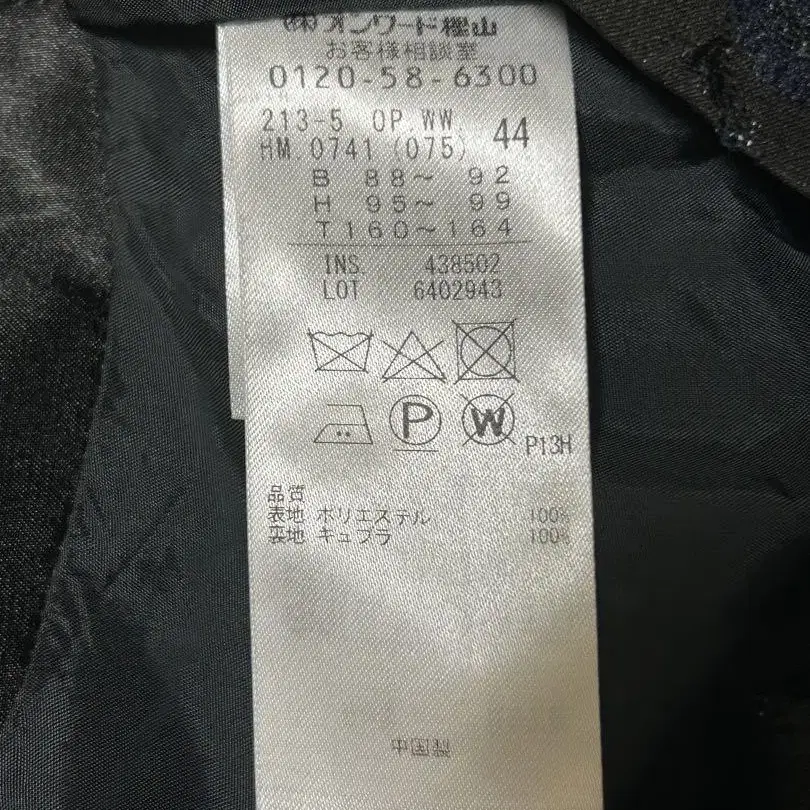 (株)オンワード樫山
お客様相談室
0120-58-6300
213-5 OP.WW 44
HM.0741 (075)
B 88~ 92
H 95~ 99
T160~164
INS. 438502
LOT 6402943
P W P13H
品質
表地 ポリエステル 100%
裏地 キュプラ 100%
中国製